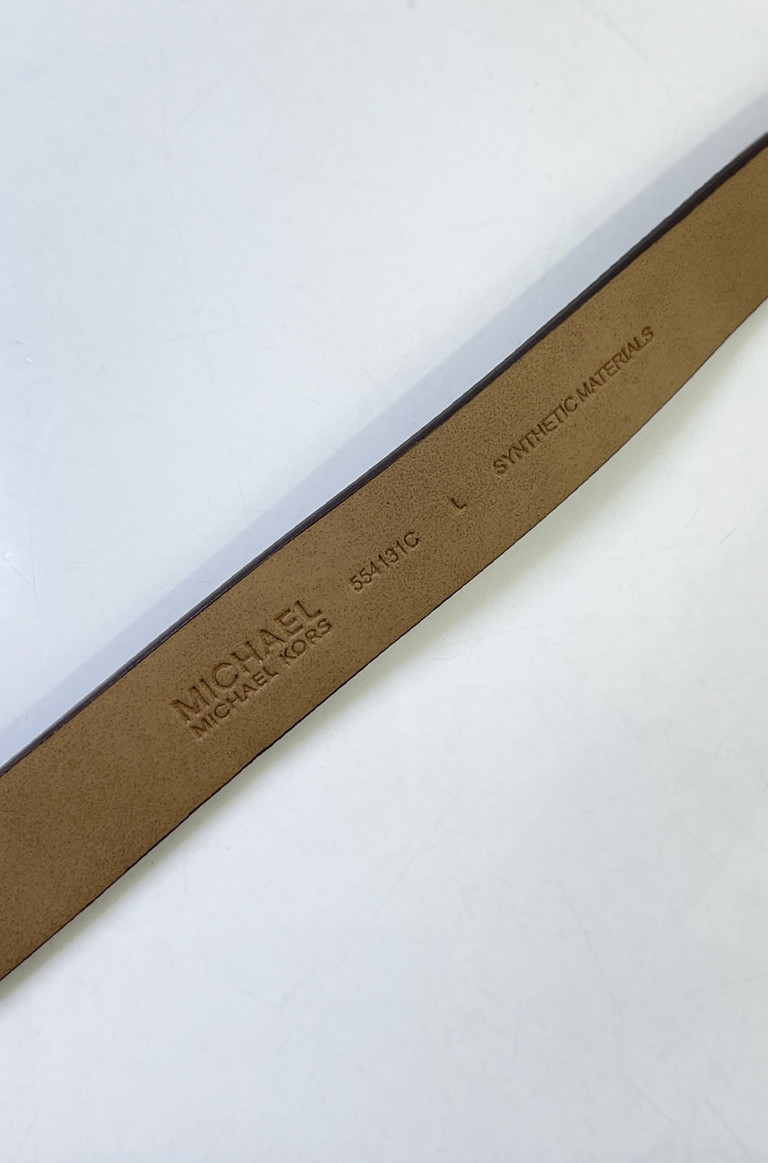 MICHAEL
MICHAEL KORS
554131C
L
SYNTHETIC MATERIALS